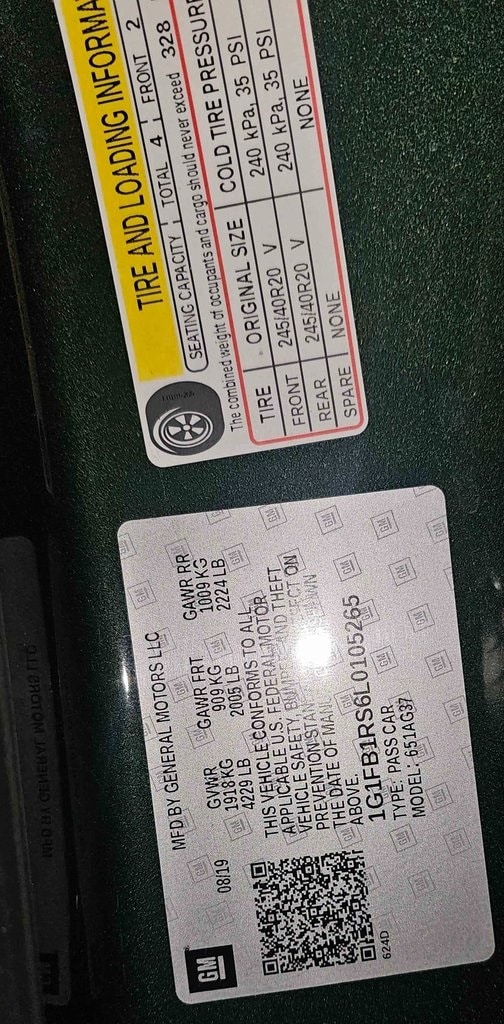 TIRE AND LOADING INFORMA
SEATING CAPACITY TOTAL 4 FRONT 2
The combined weight of occupants and cargo should never exceed 328
TIRE ORIGINAL SIZE COLD TIRE PRESSURE
FRONT 245/40R20 V 240 kPa, 35 PSI
REAR 245/40R20 V 240 kPa, 35 PSI
SPARE NONE NONE
MFD BY GENERAL MOTORS LLC
08/19 GVWR GAWR FRT GAWR RR
1918 KG 909 KG 1009 KG
4229 LB 2005 LB 2224 LB
THIS VEHICLE CONFORMS TO ALL
APPLICABLE U.S. FEDERAL MOTOR
VEHICLE SAFETY, AND THEFT
PREVENTION ON
THE DATE OF
ABOVE.
1G1FB1RS6L0105265
TYPE: PASS CAR
MODEL: 651AG37
GM
624D